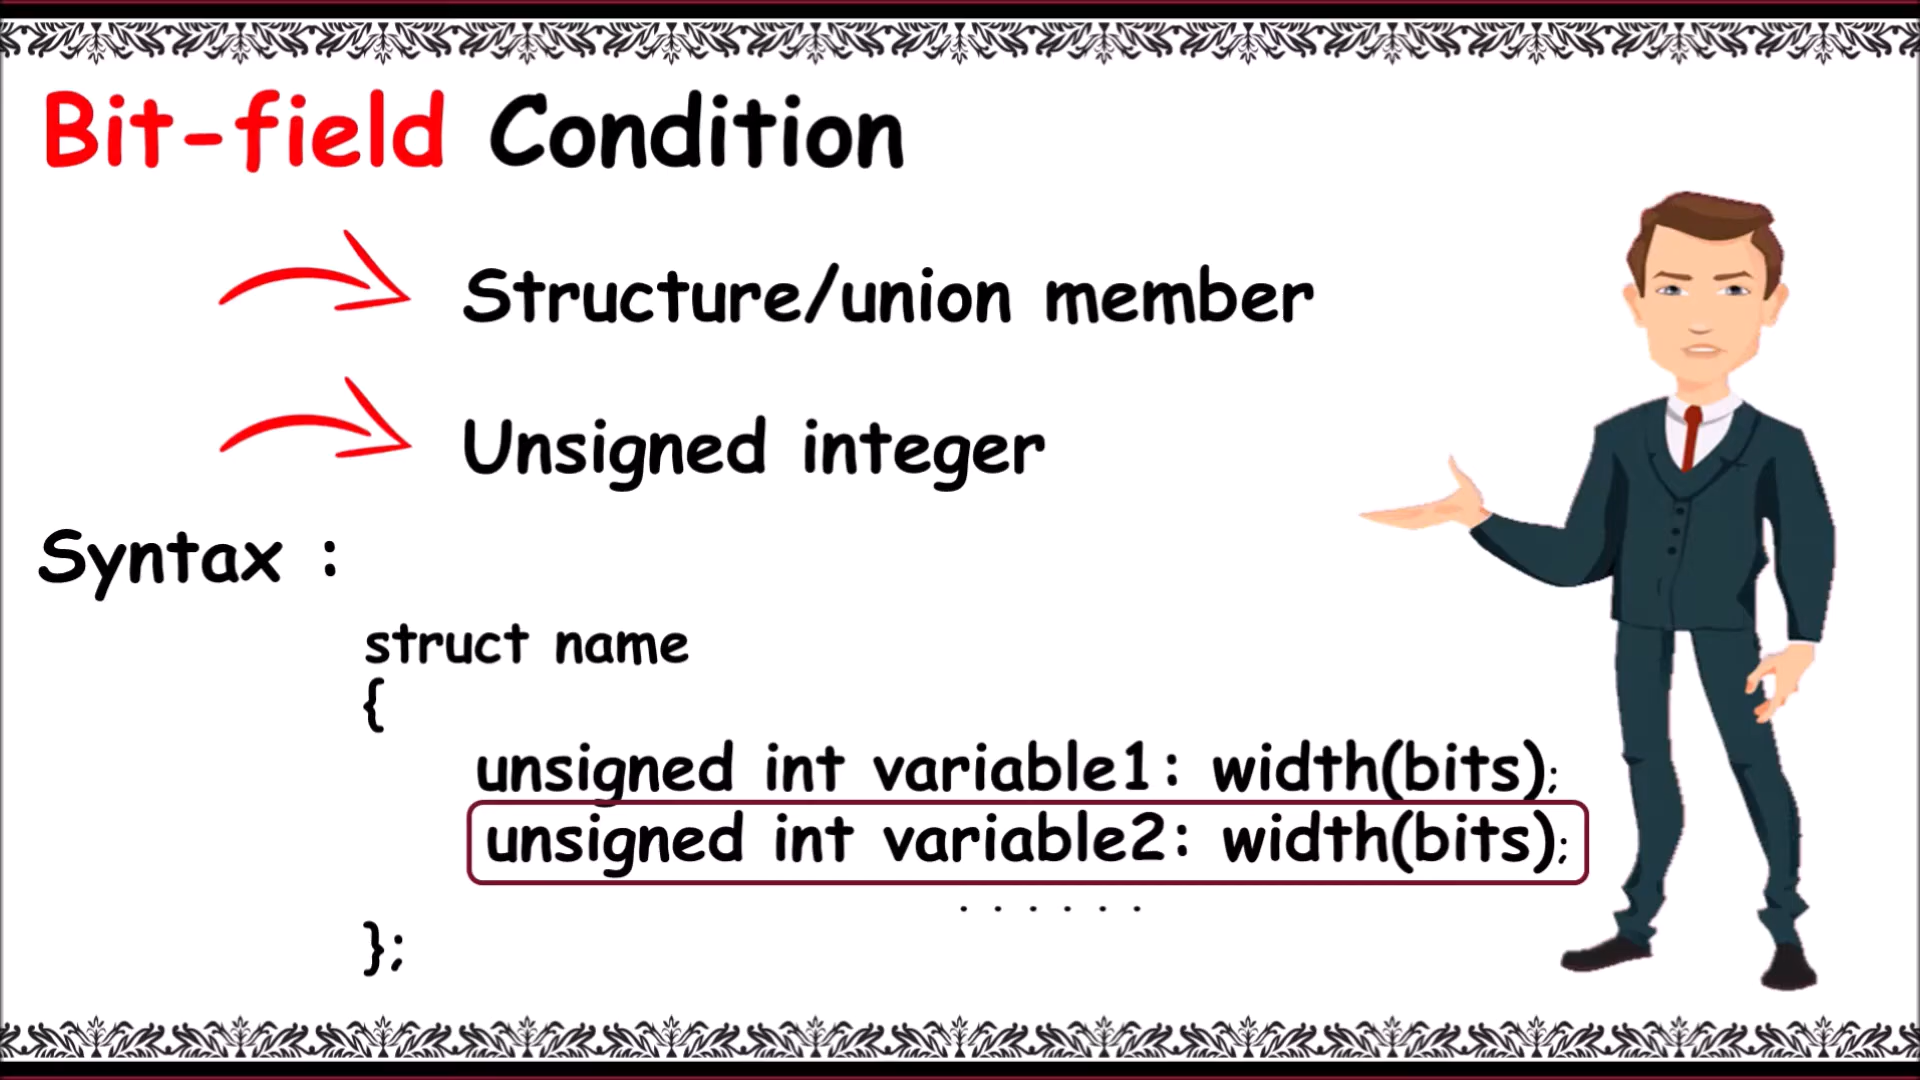 Bit-field Condition
Structure/union member
Unsigned integer
Syntax :
struct name
{
unsigned int variable1: width(bits);
unsigned int variable2: width(bits);
. . . . . .
};